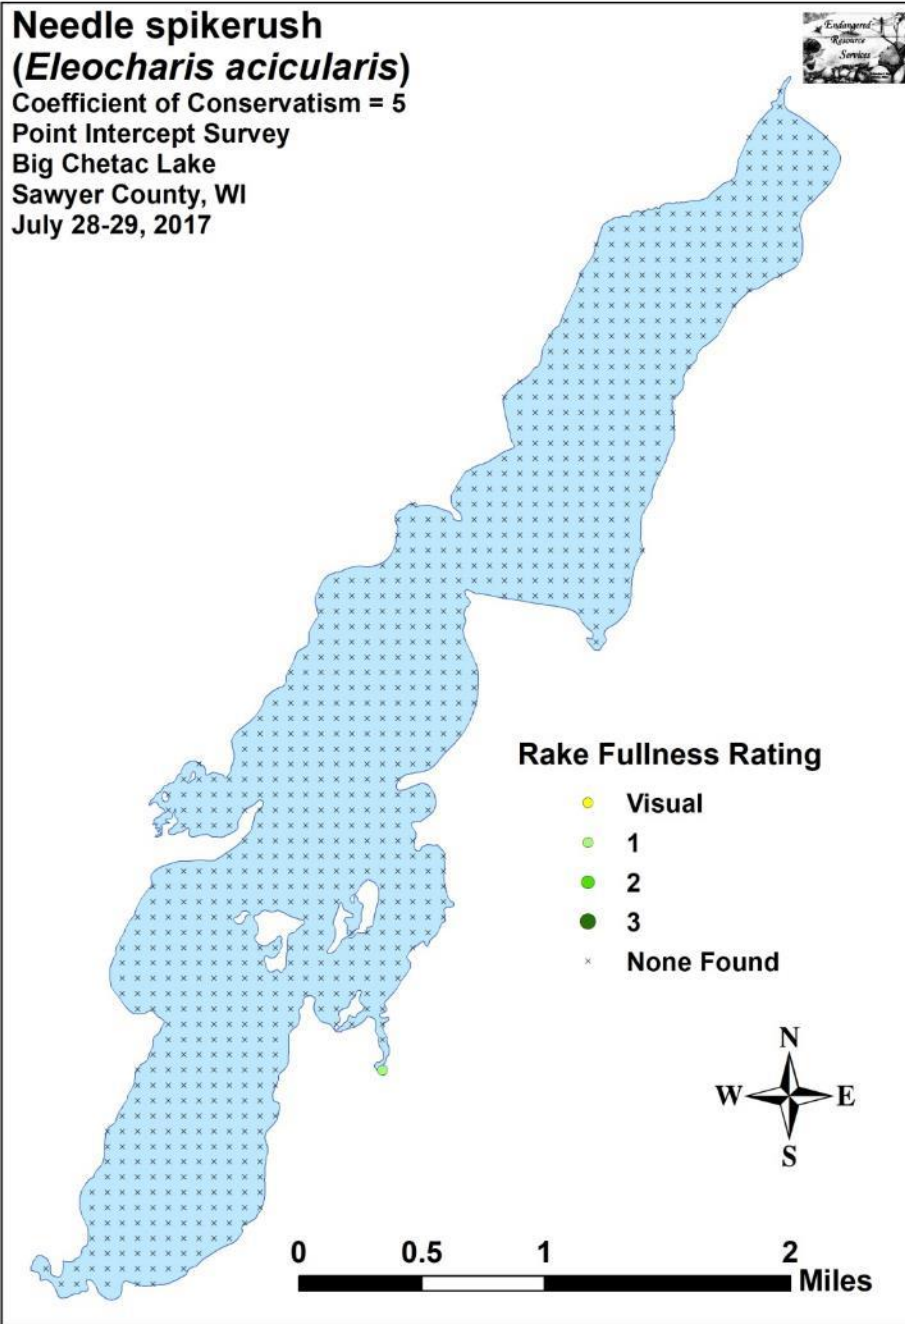 Needle spikerush
(Eleocharis acicularis)
Coefficient of Conservatism = 5
Point Intercept Survey
Big Chetac Lake
Sawyer County, WI
July 28-29, 2017
Endangered
Resource
Services
Rake Fullness Rating
Visual
1
2
3
None Found
N
W E
S
0 0.5 1 2
Miles